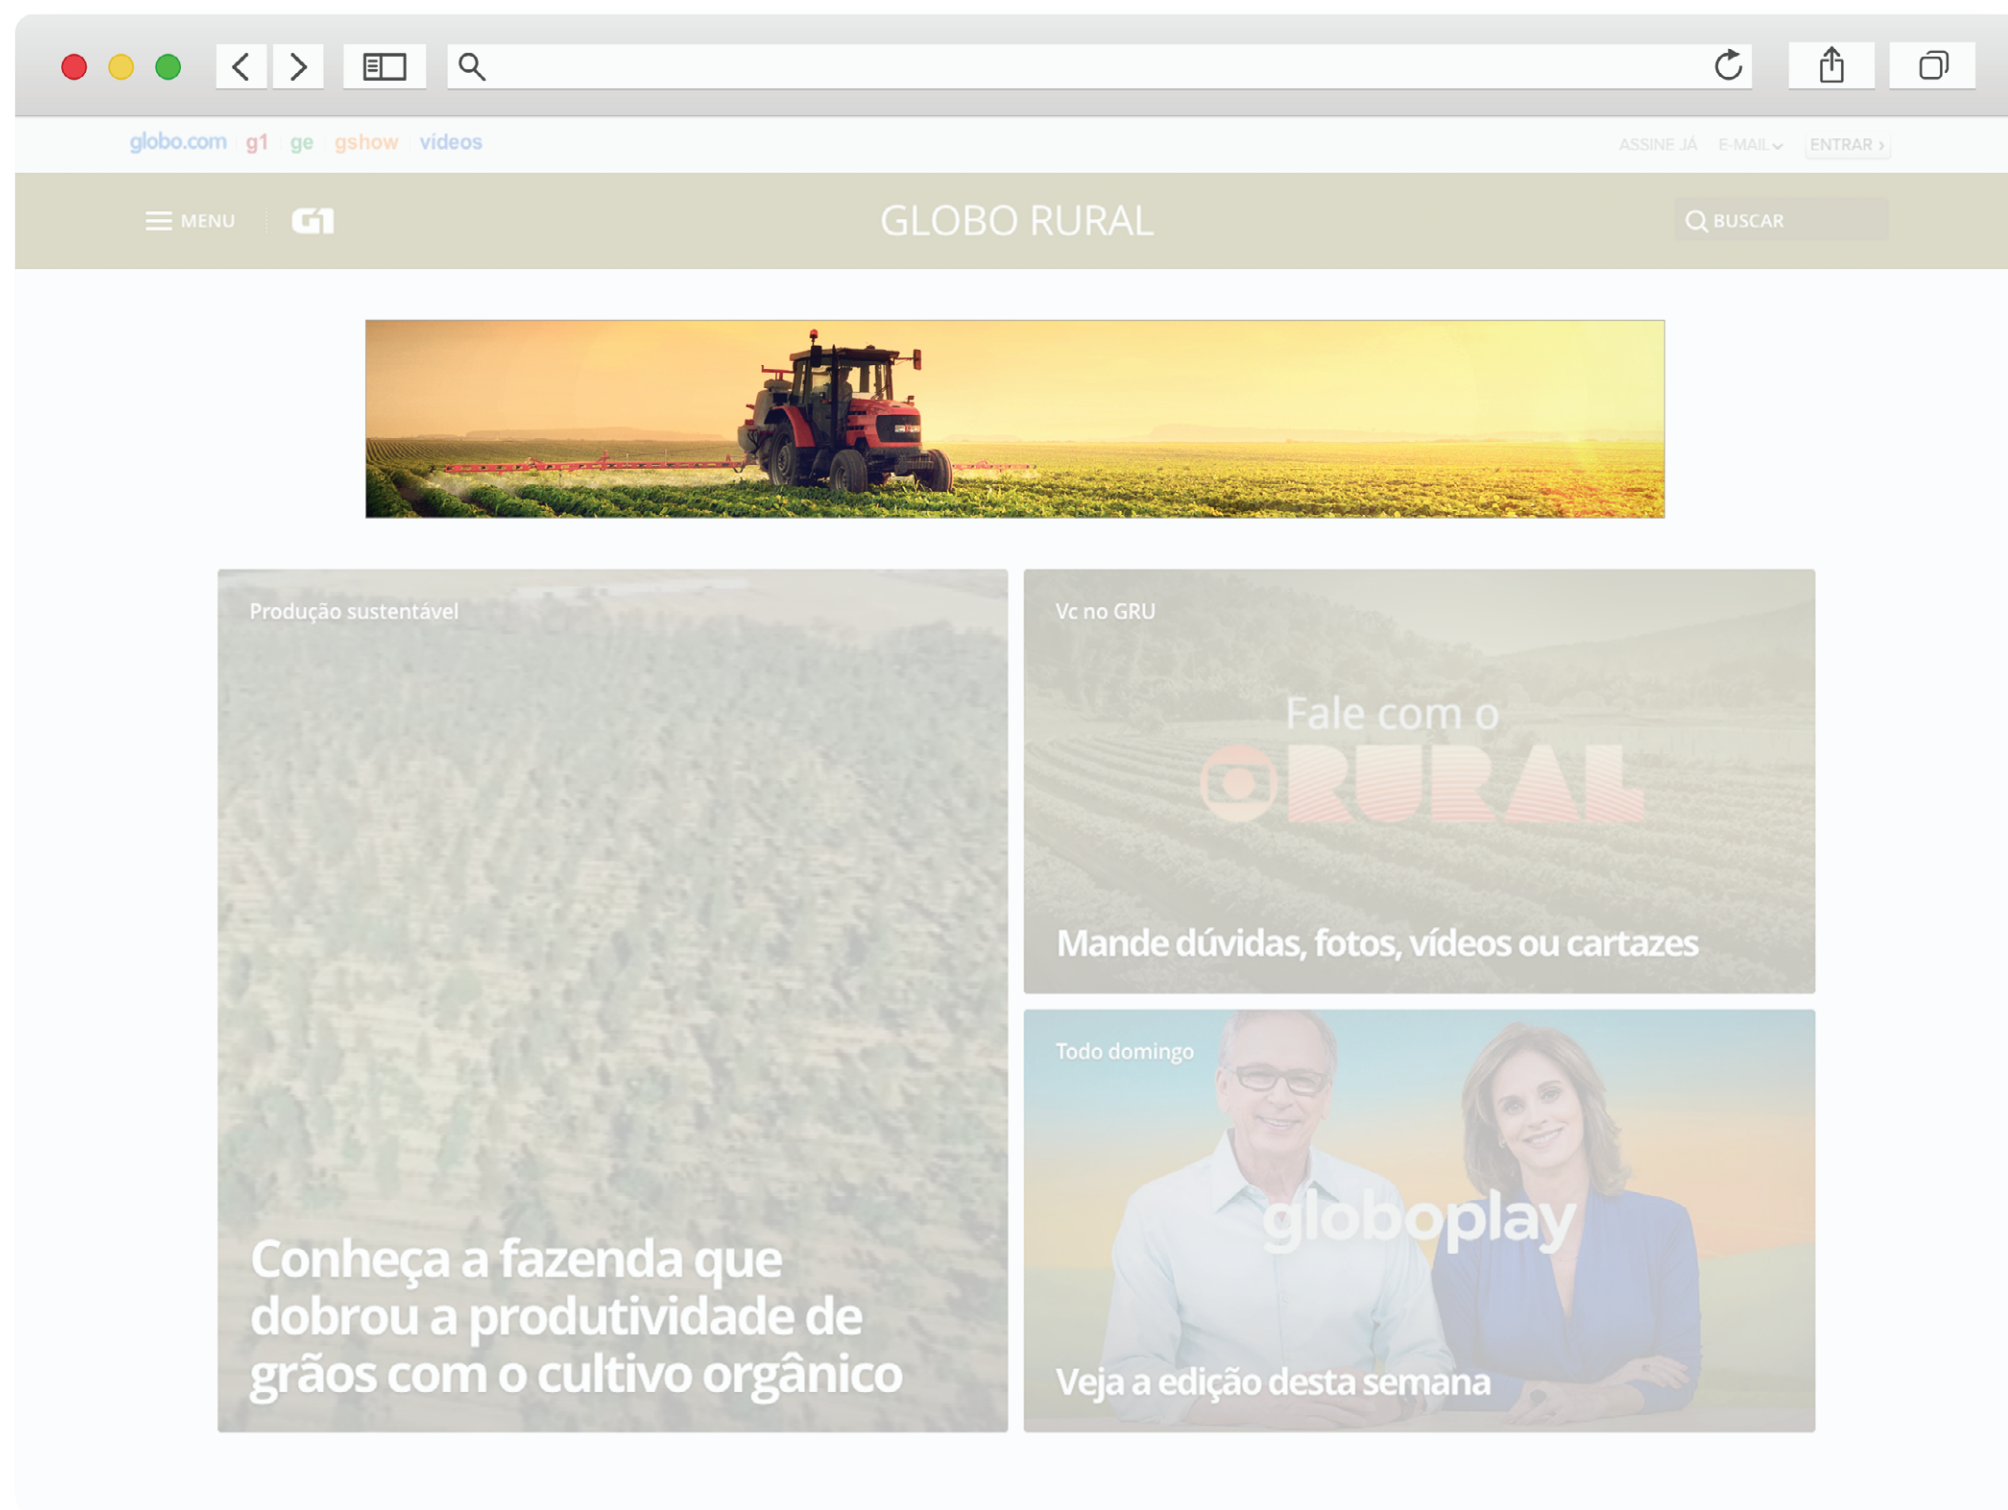 globo.com g1 ge gshow vídeos
ASSINE JÁ E-MAIL ENTRAR ›
MENU G1
GLOBO RURAL
BUSCAR
Produção sustentável
Conheça a fazenda que
dobrou a produtividade de
grãos com o cultivo orgânico
Vc no GRU
Fale com o
RURAL
Mande dúvidas, fotos, vídeos ou cartazes
Todo domingo
globoplay
Veja a edição desta semana